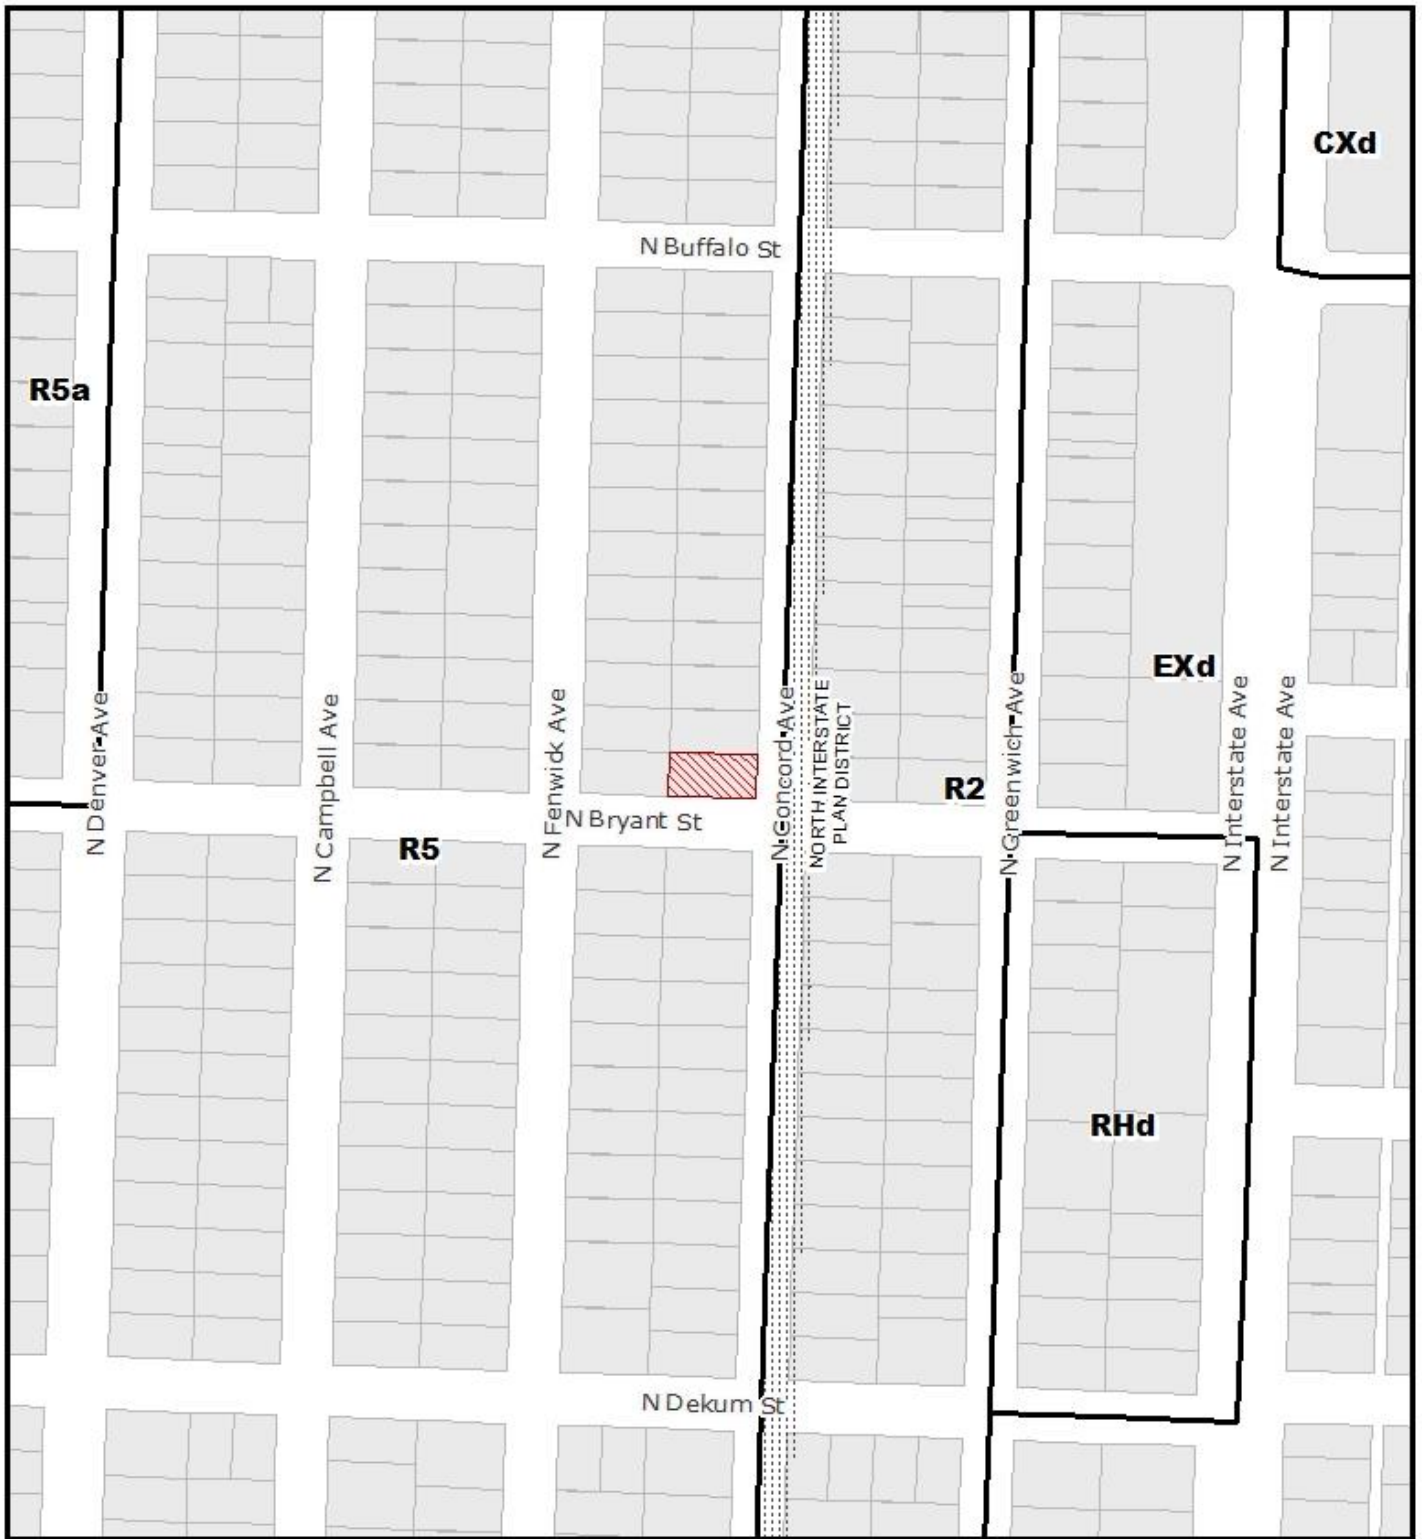 CXd
N Buffalo St
R5a
EXd
N Denver Ave
N Campbell Ave
N Fenwick Ave
N Concord Ave
NORTH INTERSTATE
PLAN DISTRICT
N Greenwich Ave
N Interstate Ave
N Interstate Ave
R2
N Bryant St
R5
RHd
N Dekum St